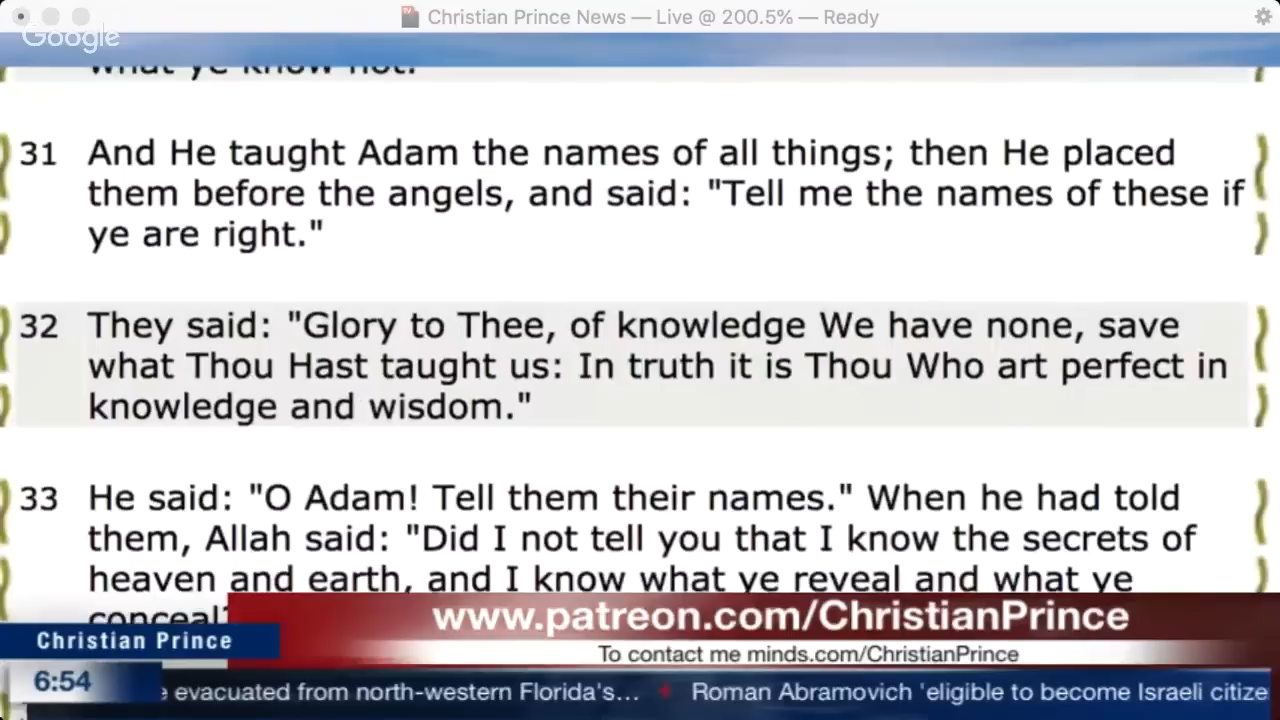 Christian Prince News — Live @ 200.5% — Ready
Google
what ye know not.
31 And He taught Adam the names of all things; then He placed
them before the angels, and said: "Tell me the names of these if
ye are right."
32 They said: "Glory to Thee, of knowledge We have none, save
what Thou Hast taught us: In truth it is Thou Who art perfect in
knowledge and wisdom."
33 He said: "O Adam! Tell them their names." When he had told
them, Allah said: "Did I not tell you that I know the secrets of
heaven and earth, and I know what ye reveal and what ye
conceal?
www.patreon.com/ChristianPrince
Christian Prince
To contact me minds.com/ChristianPrince
6:54
e evacuated from north-western Florida's... Roman Abramovich 'eligible to become Israeli citize